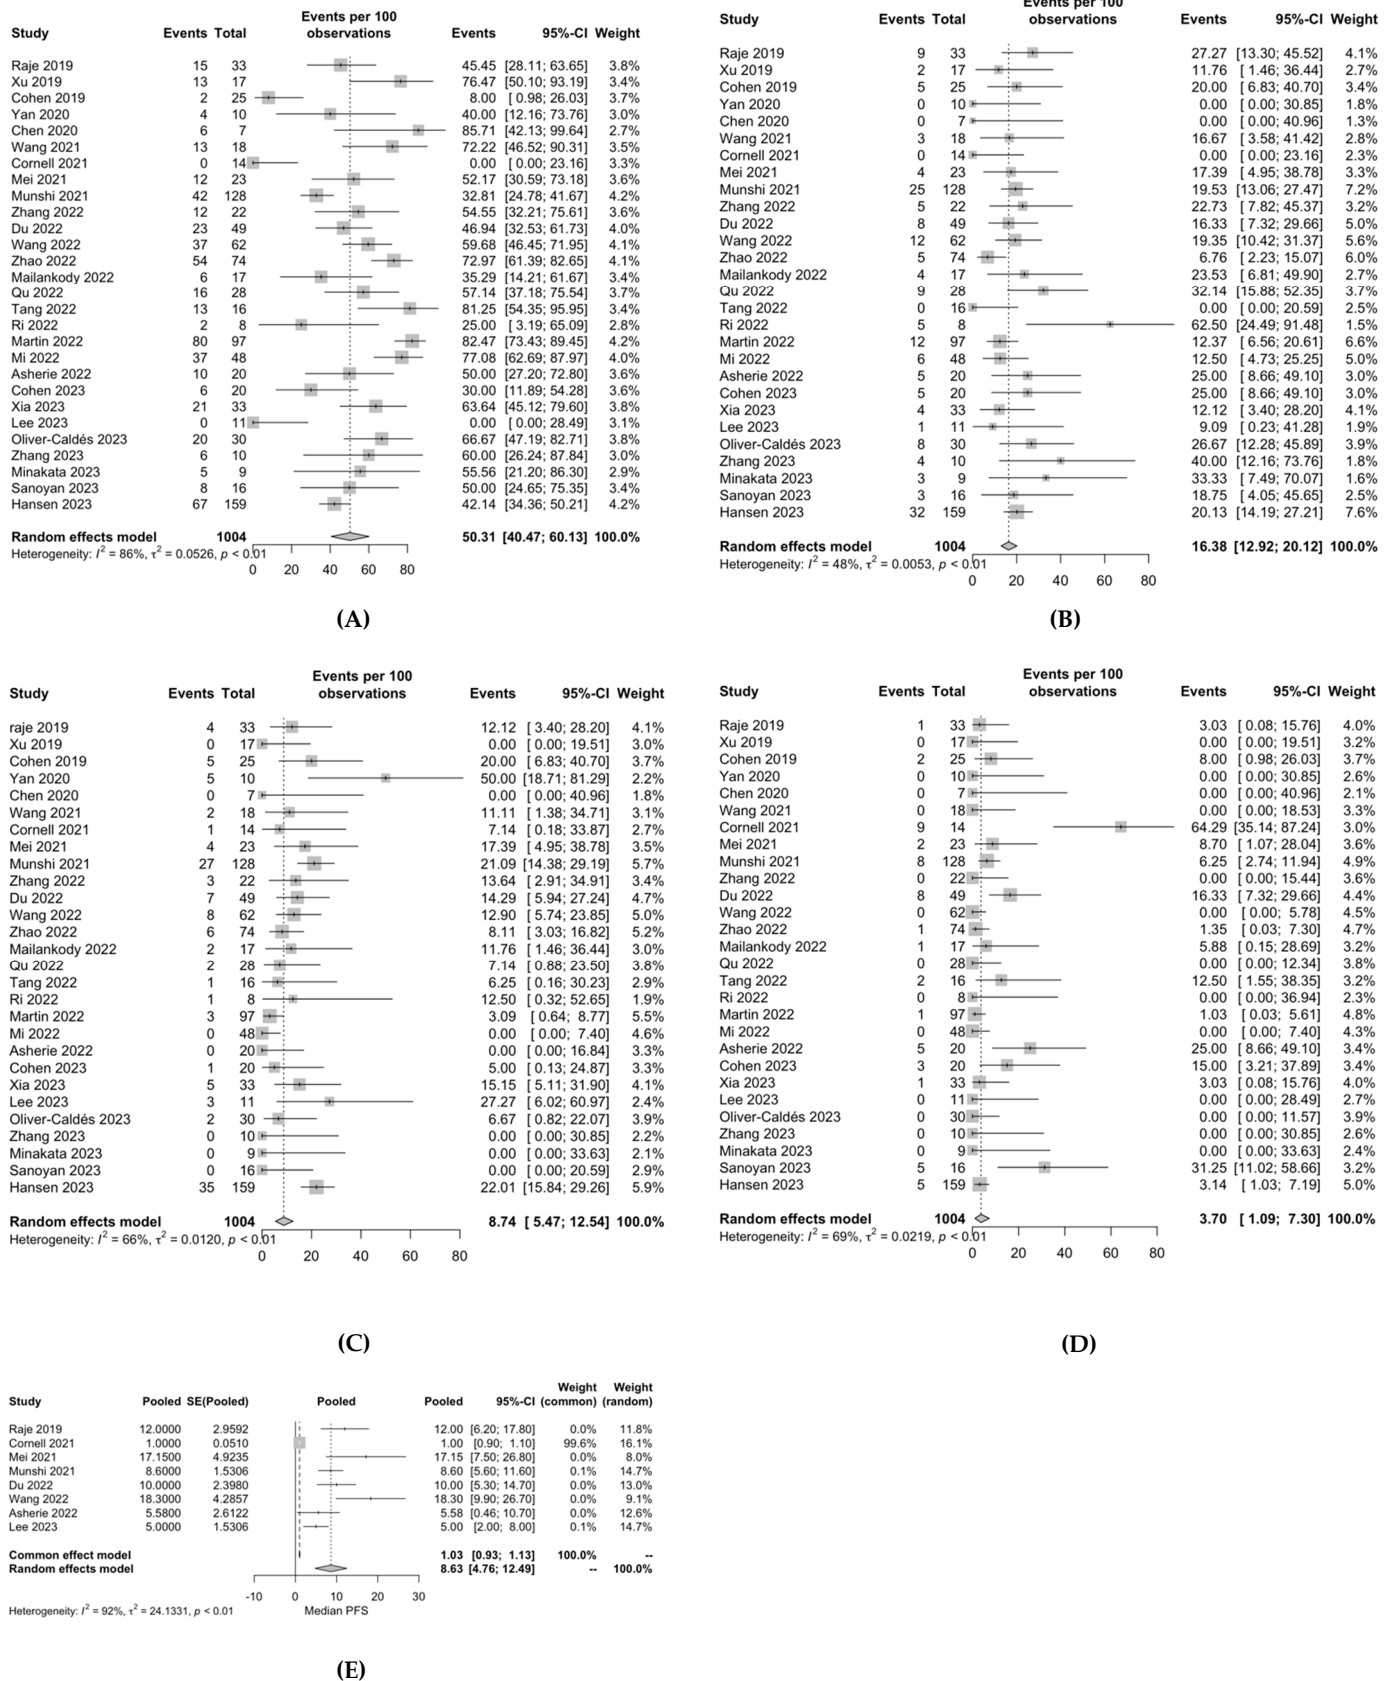 Events per 100
Study Events Total observations Events 95%-CI Weight
Raje 2019 15 33 45.45 [28.11; 63.65] 3.8%
Xu 2019 13 17 76.47 [50.10; 93.19] 3.4%
Cohen 2019 2 25 8.00 [ 0.98; 26.03] 3.7%
Yan 2020 4 10 40.00 [12.16; 73.76] 3.0%
Chen 2020 6 7 85.71 [42.13; 99.64] 2.7%
Wang 2021 13 18 72.22 [46.52; 90.31] 3.5%
Cornell 2021 0 14 0.00 [ 0.00; 23.16] 3.3%
Mei 2021 12 23 52.17 [30.59; 73.18] 3.6%
Munshi 2021 42 128 32.81 [24.78; 41.67] 4.2%
Zhang 2022 12 22 54.55 [32.21; 75.61] 3.6%
Du 2022 23 49 46.94 [32.53; 61.73] 4.0%
Wang 2022 37 62 59.68 [46.45; 71.95] 4.1%
Zhao 2022 54 74 72.97 [61.39; 82.65] 4.1%
Mailankody 2022 6 17 35.29 [14.21; 61.67] 3.4%
Qu 2022 16 28 57.14 [37.18; 75.54] 3.7%
Tang 2022 13 16 81.25 [54.35; 95.95] 3.4%
Ri 2022 2 8 25.00 [ 3.19; 65.09] 2.8%
Martin 2022 80 97 82.47 [73.43; 89.45] 4.2%
Mi 2022 37 48 77.08 [62.69; 87.97] 4.0%
Asherie 2022 10 20 50.00 [27.20; 72.80] 3.6%
Cohen 2023 6 20 30.00 [11.89; 54.28] 3.6%
Xia 2023 21 33 63.64 [45.12; 79.60] 3.8%
Lee 2023 0 11 0.00 [ 0.00; 28.49] 3.1%
Oliver-Caldés 2023 20 30 66.67 [47.19; 82.71] 3.8%
Zhang 2023 6 10 60.00 [26.24; 87.84] 3.0%
Minakata 2023 5 9 55.56 [21.20; 86.30] 2.9%
Sanoyan 2023 8 16 50.00 [24.65; 75.35] 3.4%
Hansen 2023 67 159 42.14 [34.36; 50.21] 4.2%
Random effects model 1004 50.31 [40.47; 60.13] 100.0%
Heterogeneity: I² = 86%, τ² = 0.0526, p < 0.01
0 20 40 60 80
(A)
Events per 100
Study Events Total observations Events 95%-CI Weight
Raje 2019 9 33 27.27 [13.30; 45.52] 4.1%
Xu 2019 2 17 11.76 [ 1.46; 36.44] 2.7%
Cohen 2019 5 25 20.00 [ 6.83; 40.70] 3.4%
Yan 2020 0 10 0.00 [ 0.00; 30.85] 1.8%
Chen 2020 0 7 0.00 [ 0.00; 40.96] 1.4%
Wang 2021 3 18 16.67 [ 3.58; 41.42] 2.8%
Cornell 2021 0 14 0.00 [ 0.00; 23.16] 2.3%
Mei 2021 4 23 17.39 [ 4.95; 38.78] 3.3%
Munshi 2021 25 128 19.53 [13.06; 27.47] 7.2%
Zhang 2022 5 22 22.73 [ 7.82; 45.37] 3.2%
Du 2022 8 49 16.33 [ 7.32; 29.66] 5.0%
Wang 2022 12 62 19.35 [10.42; 31.37] 5.6%
Zhao 2022 5 74 6.76 [ 2.23; 15.07] 6.0%
Mailankody 2022 4 17 23.53 [ 6.81; 49.90] 2.7%
Qu 2022 9 28 32.14 [15.88; 52.35] 3.7%
Tang 2022 0 16 0.00 [ 0.00; 20.59] 2.5%
Ri 2022 5 8 62.50 [24.49; 91.48] 1.5%
Martin 2022 12 97 12.37 [ 6.56; 20.61] 6.6%
Mi 2022 6 48 12.50 [ 4.73; 25.25] 5.0%
Asherie 2022 5 20 25.00 [ 8.66; 49.10] 3.0%
Cohen 2023 5 20 25.00 [ 8.66; 49.10] 3.0%
Xia 2023 4 33 12.12 [ 3.40; 28.20] 4.1%
Lee 2023 1 11 9.09 [ 0.23; 41.28] 1.9%
Oliver-Caldés 2023 8 30 26.67 [12.28; 45.89] 3.9%
Zhang 2023 4 10 40.00 [12.16; 73.76] 1.8%
Minakata 2023 3 9 33.33 [ 7.49; 70.07] 1.7%
Sanoyan 2023 3 16 18.75 [ 4.05; 45.65] 2.5%
Hansen 2023 32 159 20.13 [14.19; 27.21] 7.6%
Random effects model 1004 16.38 [12.92; 20.12] 100.0%
Heterogeneity: I² = 48%, τ² = 0.0053, p < 0.01
0 20 40 60 80
(B)
Events per 100
Study Events Total observations Events 95%-CI Weight
raje 2019 4 33 12.12 [ 3.40; 28.20] 4.1%
Xu 2019 0 17 0.00 [ 0.00; 19.51] 3.0%
Cohen 2019 5 25 20.00 [ 6.83; 40.70] 3.7%
Yan 2020 5 10 50.00 [18.71; 81.29] 2.2%
Chen 2020 0 7 0.00 [ 0.00; 40.96] 1.8%
Wang 2021 2 18 11.11 [ 1.38; 34.71] 3.1%
Cornell 2021 1 14 7.14 [ 0.18; 33.87] 2.7%
Mei 2021 4 23 17.39 [ 4.95; 38.78] 3.5%
Munshi 2021 27 128 21.09 [14.38; 29.19] 5.7%
Zhang 2022 3 22 13.64 [ 2.91; 34.91] 3.4%
Du 2022 7 49 14.29 [ 5.94; 27.24] 4.7%
Wang 2022 8 62 12.90 [ 5.74; 23.85] 5.0%
Zhao 2022 6 74 8.11 [ 3.03; 16.82] 5.2%
Mailankody 2022 2 17 11.76 [ 1.46; 36.44] 3.0%
Qu 2022 2 28 7.14 [ 0.88; 23.50] 3.8%
Tang 2022 1 16 6.25 [ 0.16; 30.23] 2.9%
Ri 2022 1 8 12.50 [ 0.32; 52.65] 1.9%
Martin 2022 3 97 3.09 [ 0.64; 8.77] 5.5%
Mi 2022 0 48 0.00 [ 0.00; 7.40] 4.6%
Asherie 2022 0 20 0.00 [ 0.00; 16.84] 3.3%
Cohen 2023 1 20 5.00 [ 0.13; 24.87] 3.3%
Xia 2023 5 33 15.15 [ 5.11; 31.90] 4.1%
Lee 2023 3 11 27.27 [ 6.02; 60.97] 2.4%
Oliver-Caldés 2023 2 30 6.67 [ 0.82; 22.07] 3.9%
Zhang 2023 0 10 0.00 [ 0.00; 30.85] 2.2%
Minakata 2023 0 9 0.00 [ 0.00; 33.63] 2.1%
Sanoyan 2023 0 16 0.00 [ 0.00; 20.59] 2.9%
Hansen 2023 35 159 22.01 [15.84; 29.26] 5.9%
Random effects model 1004 8.74 [ 5.47; 12.54] 100.0%
Heterogeneity: I² = 66%, τ² = 0.0120, p < 0.01
0 20 40 60 80
(C)
Events per 100
Study Events Total observations Events 95%-CI Weight
Raje 2019 1 33 3.03 [ 0.08; 15.76] 4.0%
Xu 2019 0 17 0.00 [ 0.00; 19.51] 3.2%
Cohen 2019 2 25 8.00 [ 0.98; 26.03] 3.7%
Yan 2020 0 10 0.00 [ 0.00; 30.85] 2.6%
Chen 2020 0 7 0.00 [ 0.00; 40.96] 2.1%
Wang 2021 0 18 0.00 [ 0.00; 18.53] 3.3%
Cornell 2021 9 14 64.29 [35.14; 87.24] 3.0%
Mei 2021 2 23 8.70 [ 1.07; 28.04] 3.6%
Munshi 2021 8 128 6.25 [ 2.74; 11.94] 4.9%
Zhang 2022 0 22 0.00 [ 0.00; 15.44] 3.5%
Du 2022 8 49 16.33 [ 7.32; 29.66] 4.4%
Wang 2022 0 62 0.00 [ 0.00; 5.78] 4.5%
Zhao 2022 1 74 1.35 [ 0.03; 7.30] 4.6%
Mailankody 2022 1 17 5.88 [ 0.15; 28.69] 3.2%
Qu 2022 0 28 0.00 [ 0.00; 12.34] 3.8%
Tang 2022 2 16 12.50 [ 1.55; 38.35] 3.2%
Ri 2022 0 8 0.00 [ 0.00; 36.94] 2.3%
Martin 2022 1 97 1.03 [ 0.03; 5.61] 4.8%
Mi 2022 0 48 0.00 [ 0.00; 7.40] 4.3%
Asherie 2022 5 20 25.00 [ 8.66; 49.10] 3.4%
Cohen 2023 3 20 15.00 [ 3.21; 37.89] 3.4%
Xia 2023 1 33 3.03 [ 0.08; 15.76] 4.0%
Lee 2023 0 11 0.00 [ 0.00; 28.49] 2.7%
Oliver-Caldés 2023 0 30 0.00 [ 0.00; 11.57] 3.9%
Zhang 2023 0 10 0.00 [ 0.00; 30.85] 2.6%
Minakata 2023 0 9 0.00 [ 0.00; 33.63] 2.4%
Sanoyan 2023 5 16 31.25 [11.02; 58.66] 3.2%
Hansen 2023 5 159 3.14 [ 1.03; 7.19] 5.0%
Random effects model 1004 3.70 [ 1.09; 7.30] 100.0%
Heterogeneity: I² = 69%, τ² = 0.0219, p < 0.01
0 20 40 60 80
(D)
Weight Weight
Study Pooled SE(Pooled) Pooled Pooled 95%-CI (common) (random)
Raje 2019 12.0000 2.9592 12.00 [6.20; 17.80] 0.0% 11.8%
Cornell 2021 1.0000 0.0510 1.00 [0.90; 1.10] 99.6% 16.1%
Mei 2021 17.1500 4.9235 17.15 [7.50; 26.80] 0.0% 8.0%
Munshi 2021 8.6000 1.5306 8.60 [5.60; 11.60] 0.1% 14.7%
Du 2022 10.0000 2.3980 10.00 [5.30; 14.70] 0.0% 13.0%
Wang 2022 18.3000 4.2857 18.30 [9.90; 26.70] 0.0% 9.1%
Asherie 2022 5.5800 2.6122 5.58 [0.46; 10.70] 0.0% 12.6%
Lee 2023 5.0000 1.5306 5.00 [2.00; 8.00] 0.1% 14.7%
Common effect model 1.03 [0.93; 1.13] 100.0% --
Random effects model 8.63 [4.76; 12.49] -- 100.0%
-10 0 10 20 30
Heterogeneity: I² = 92%, τ² = 24.1331, p < 0.01 Median PFS
(E)